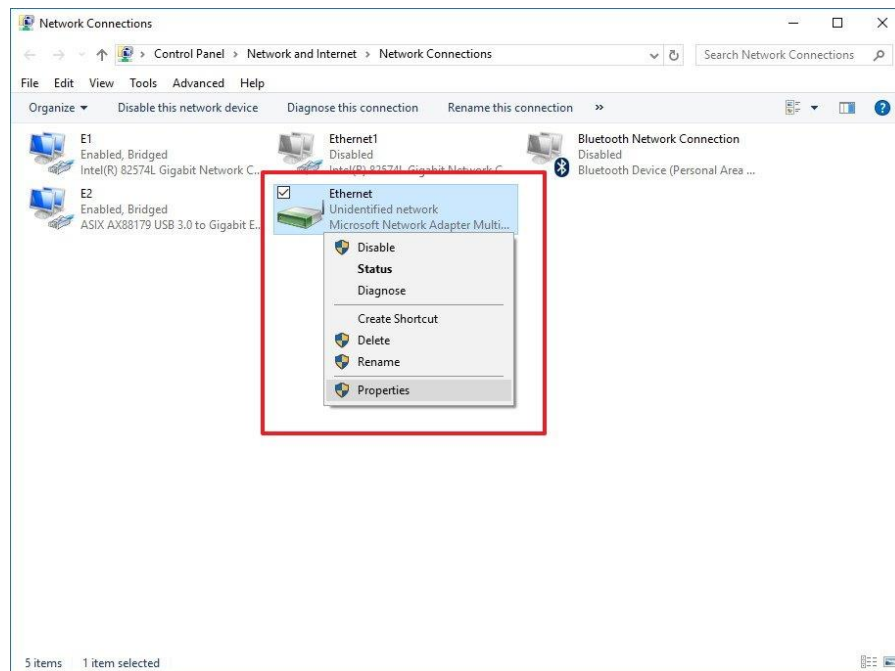 Network Connections
Control Panel > Network and Internet > Network Connections
Search Network Connections
File Edit View Tools Advanced Help
Organize Disable this network device Diagnose this connection Rename this connection »
E1
Enabled, Bridged
Intel(R) 82574L Gigabit Network C...
Ethernet1
Disabled
Intel(R) 82574L Gigabit Network C...
Bluetooth Network Connection
Disabled
Bluetooth Device (Personal Area ...
E2
Enabled, Bridged
ASIX AX88179 USB 3.0 to Gigabit E...
Ethernet
Unidentified network
Microsoft Network Adapter Multi...
Disable
Status
Diagnose
Create Shortcut
Delete
Rename
Properties
5 items 1 item selected